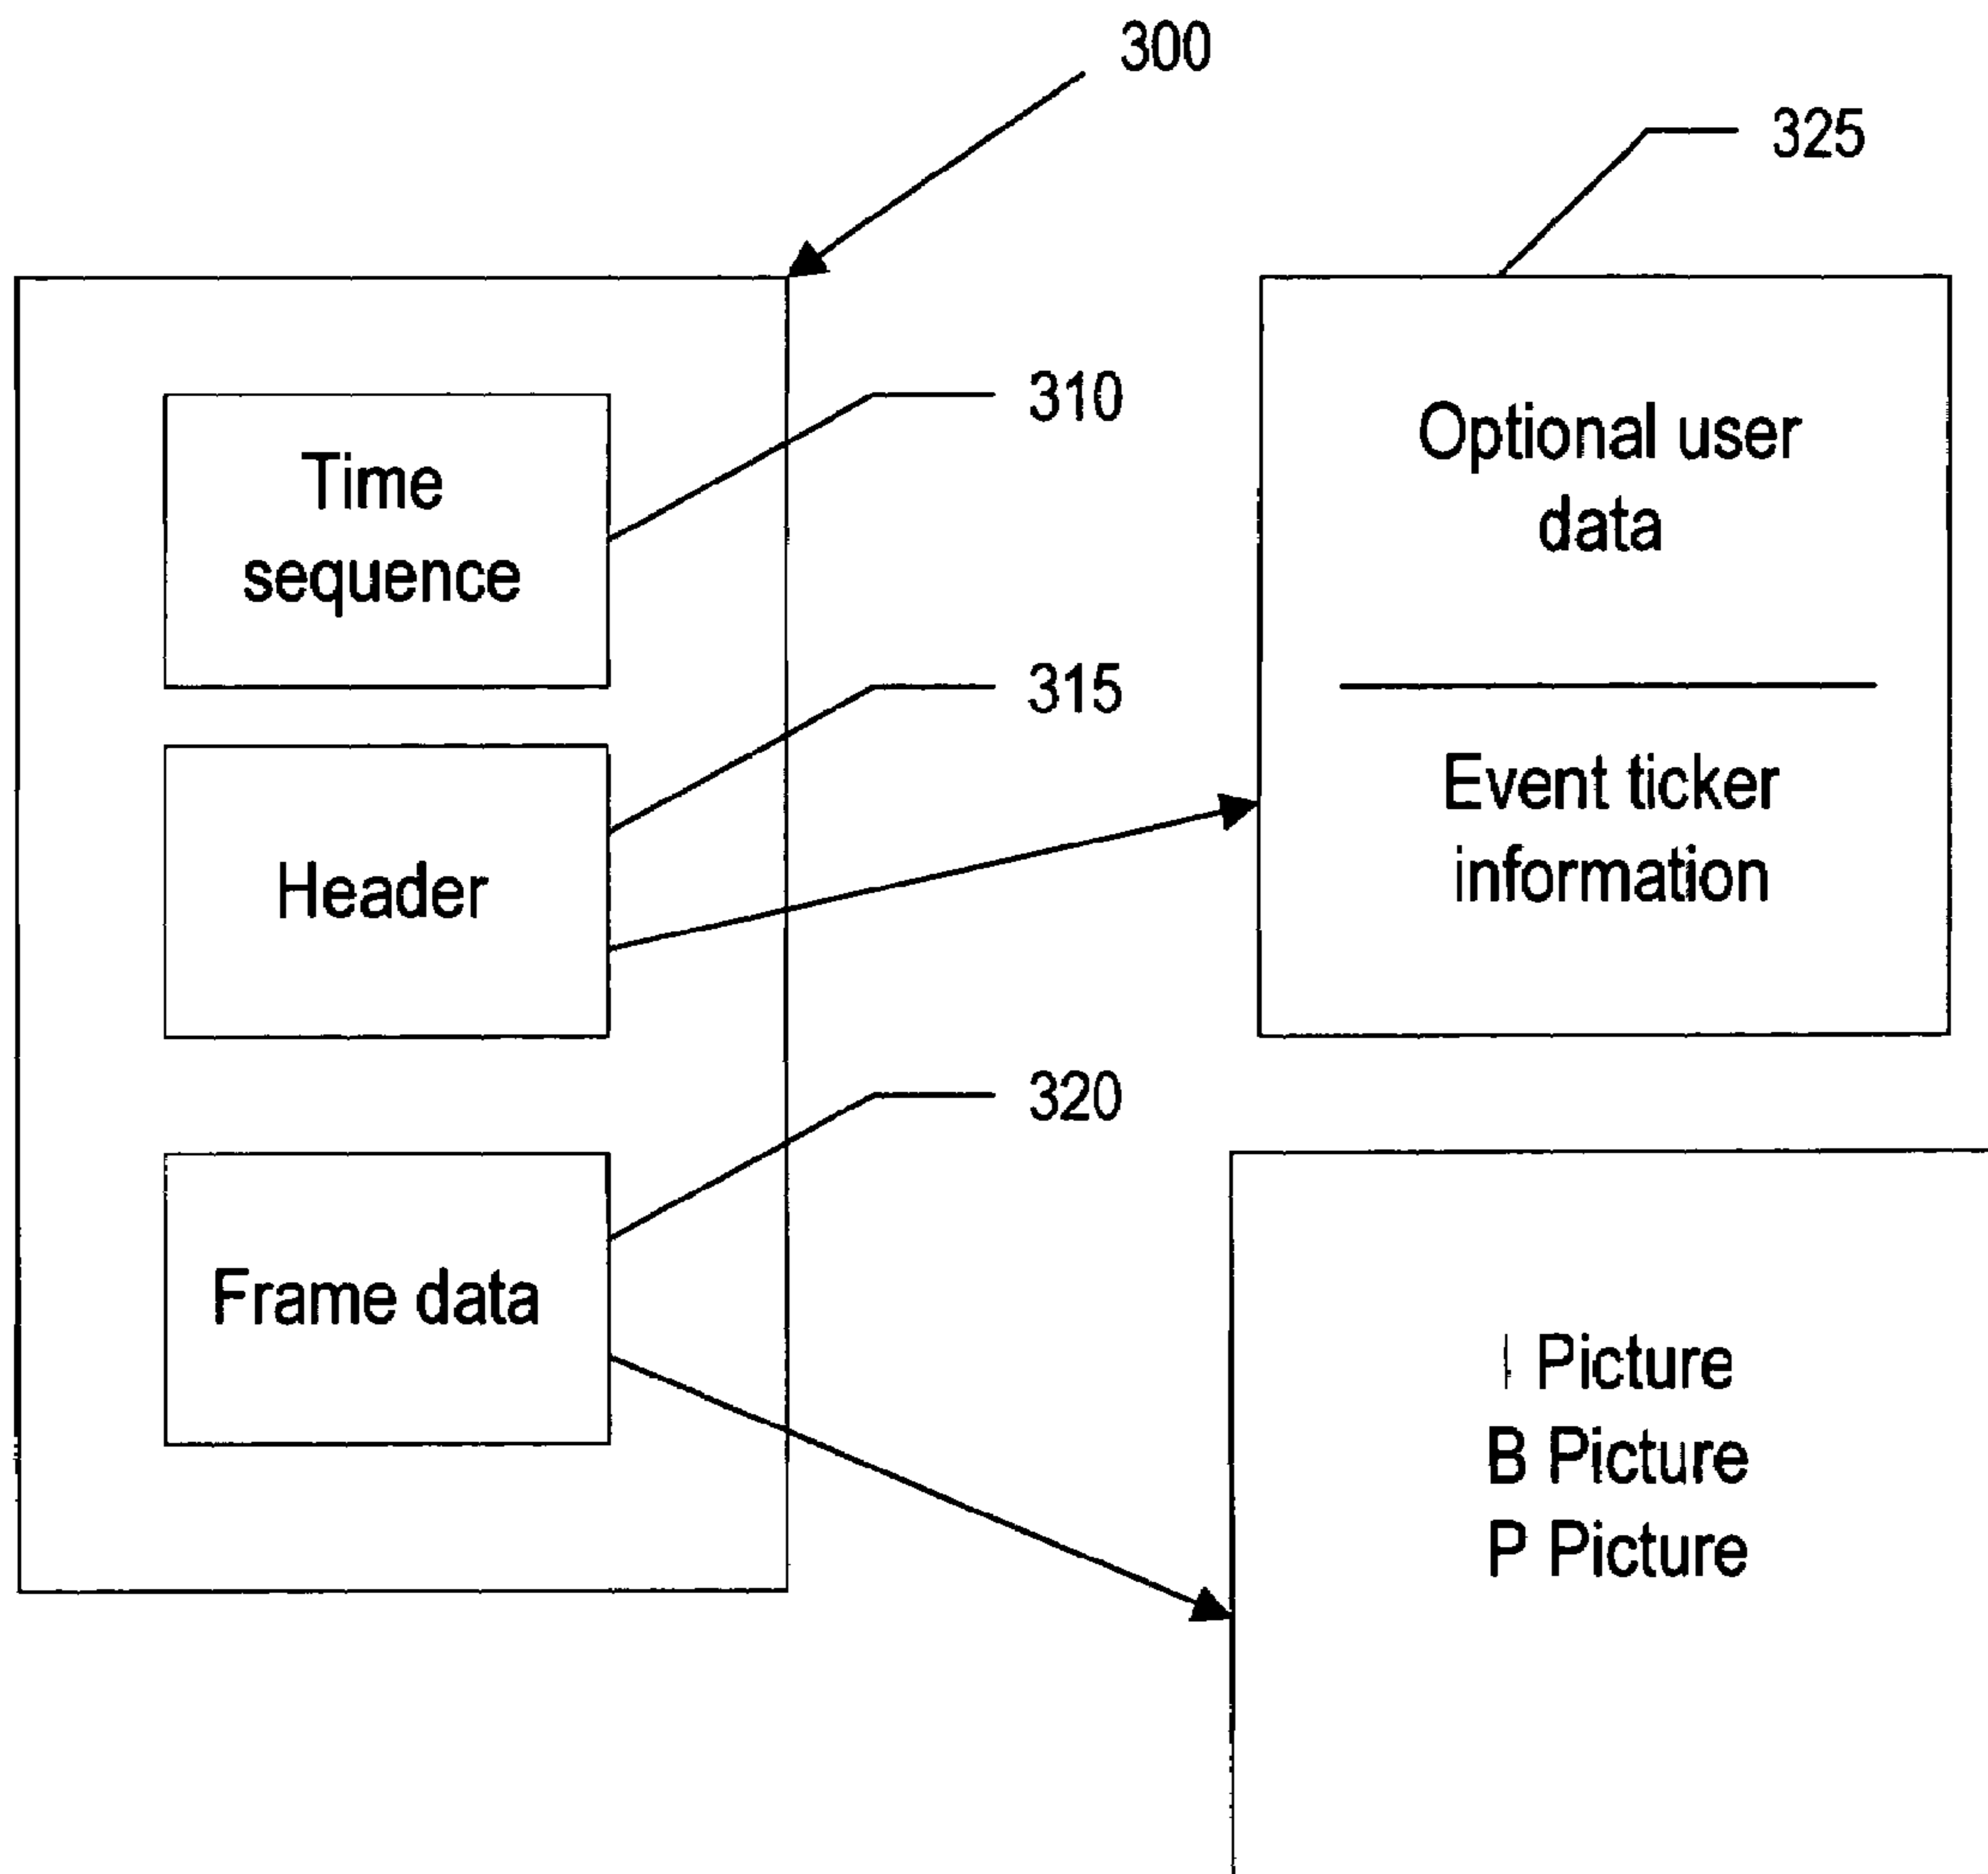 300
325
Time
sequence
310
Header
315
Frame data
320
Optional user
data
Event ticker
information
I Picture
B Picture
P Picture